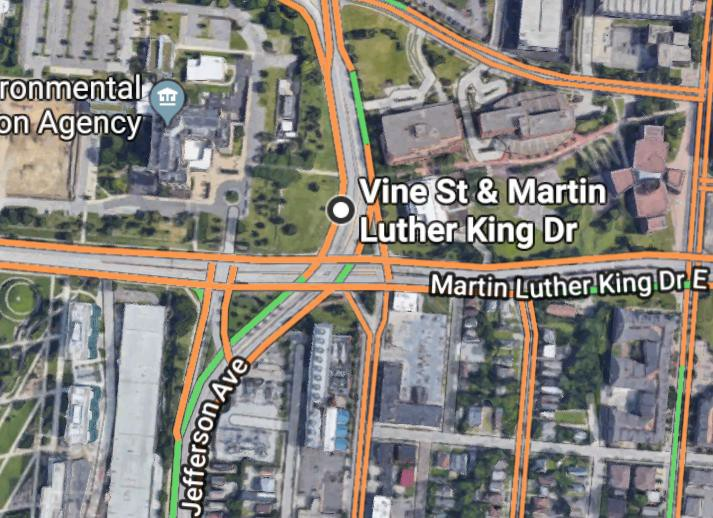 ronmental
on Agency
Vine St & Martin
Luther King Dr
Martin Luther King Dr E
Jefferson Ave